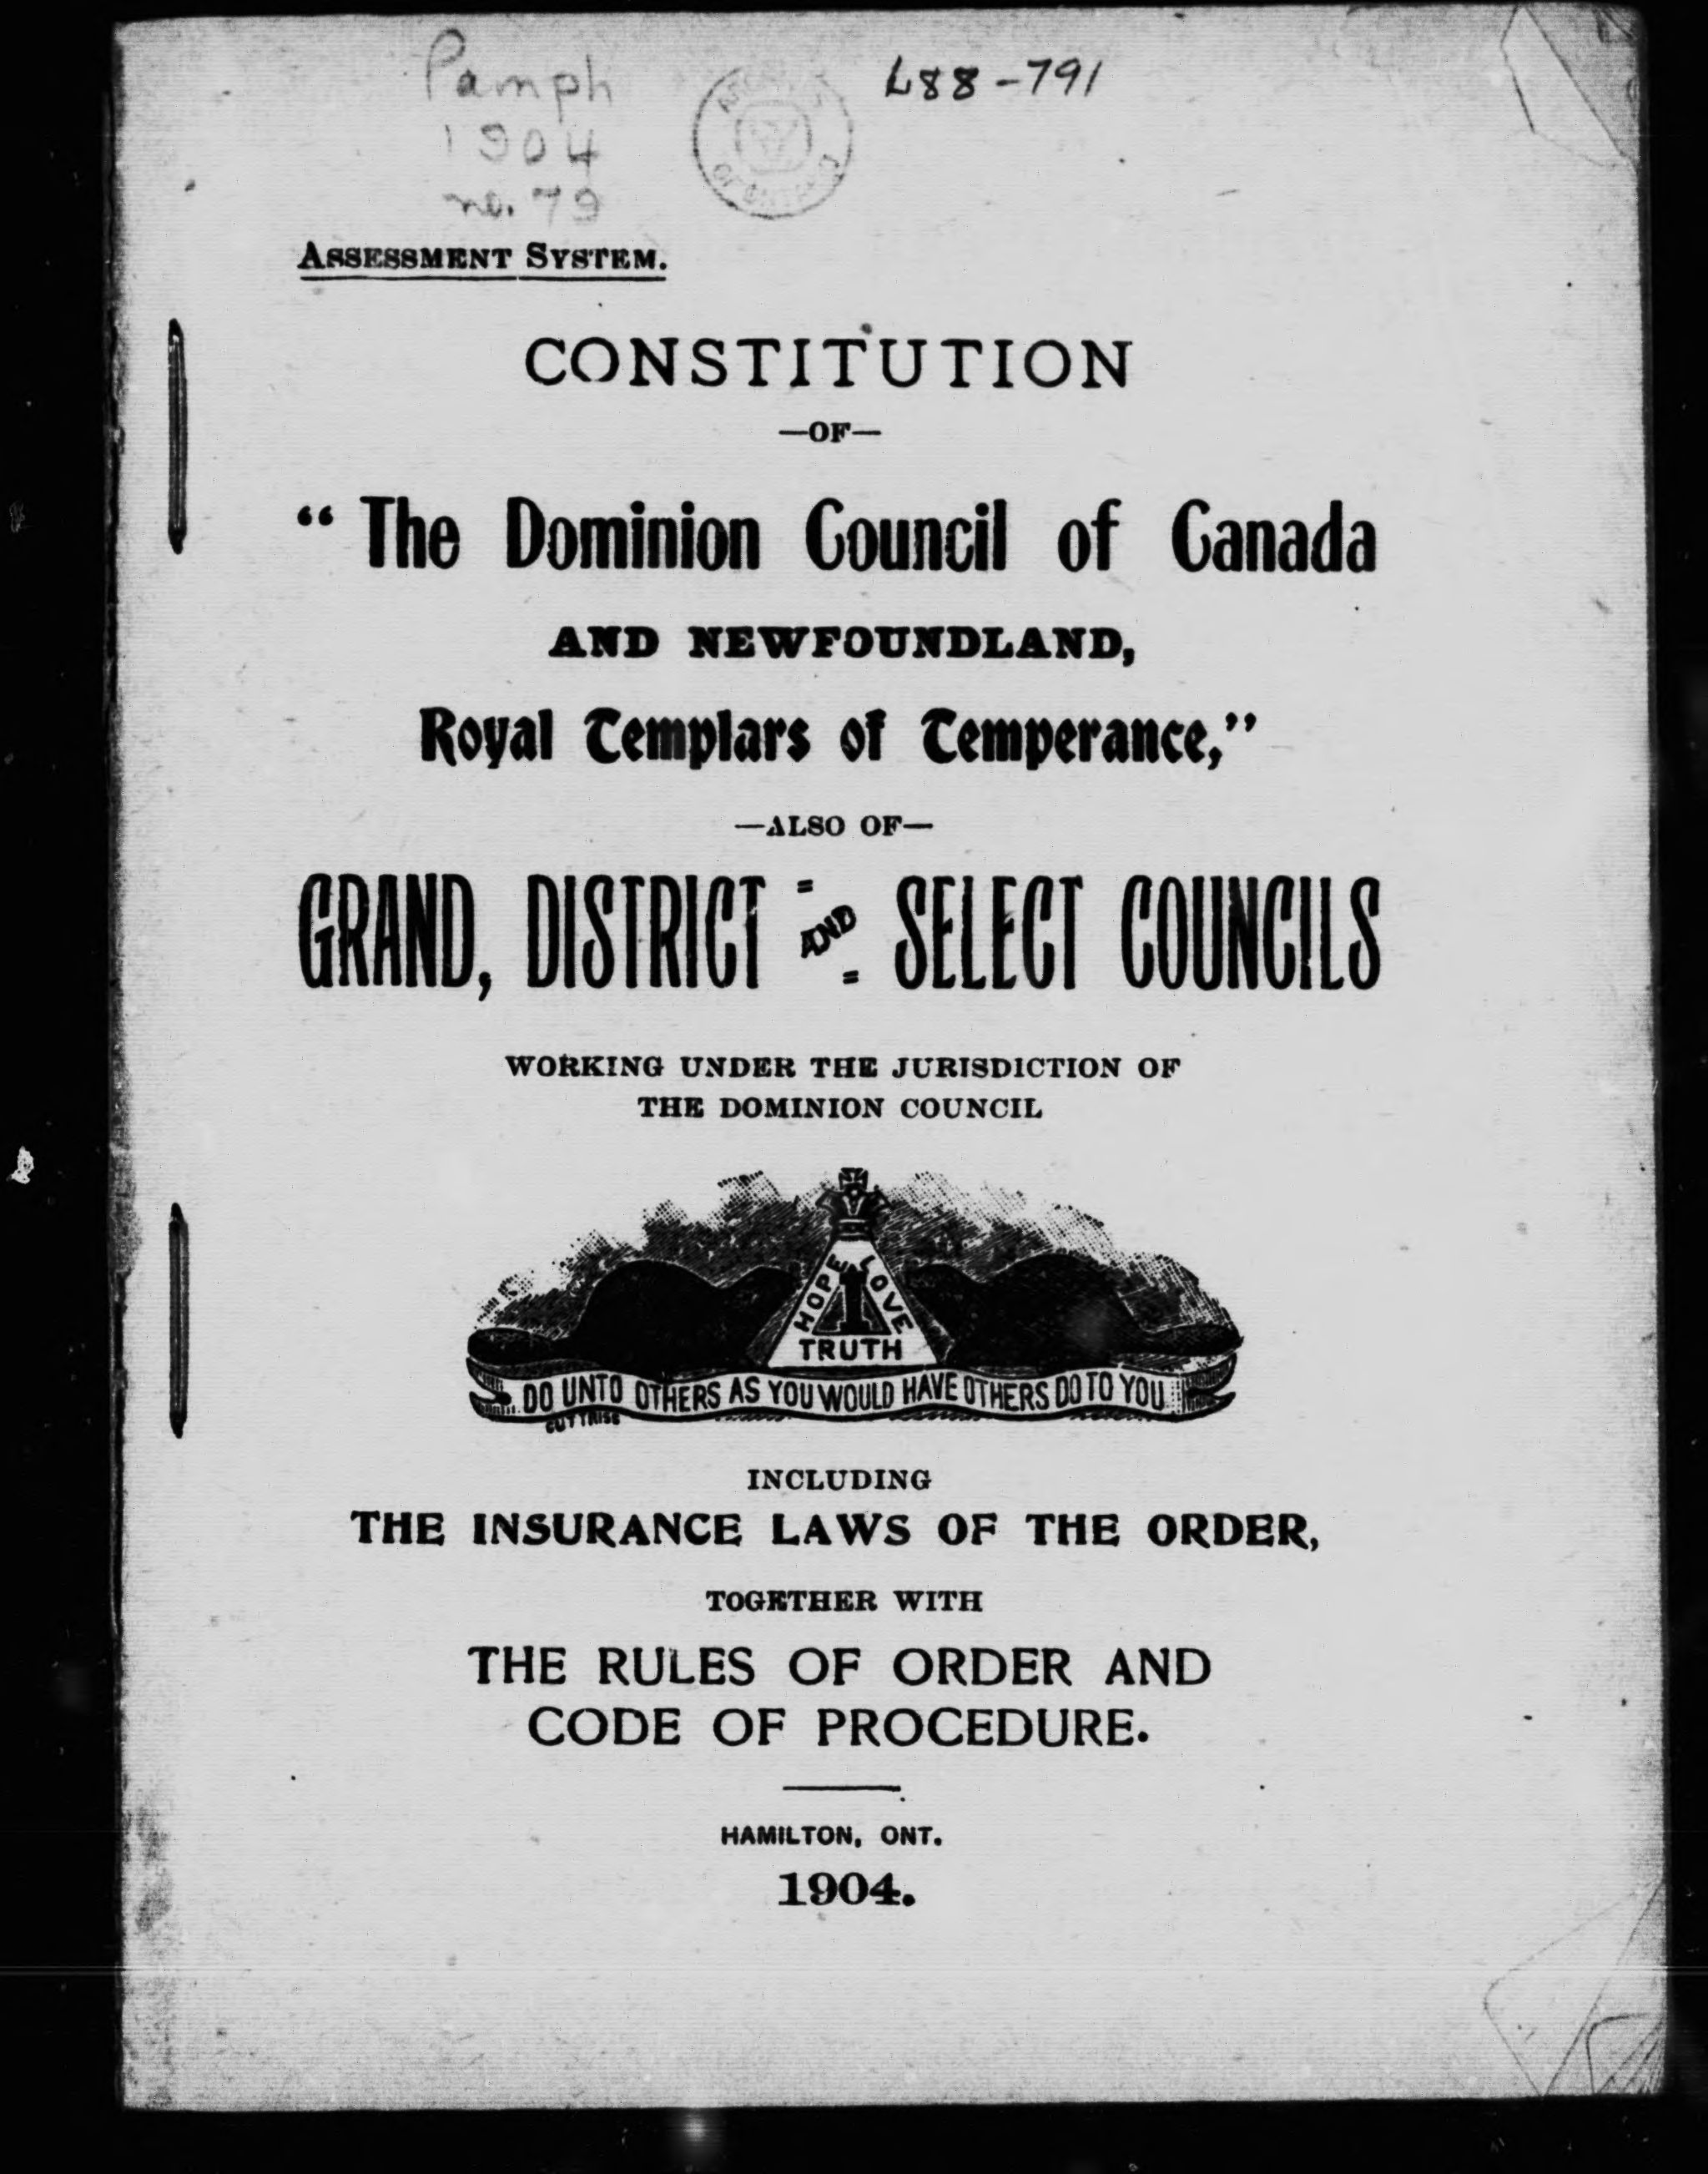 Pamph
1904
no. 79
L88-791
ARCHIVES
OF ONTARIO
ASSESSMENT SYSTEM.
CONSTITUTION
—OF—
“ The Dominion Council of Canada
AND NEWFOUNDLAND,
Royal Templars of Temperance,”
—ALSO OF—
GRAND, DISTRICT AND SELECT COUNCILS
WORKING UNDER THE JURISDICTION OF
THE DOMINION COUNCIL
HOPE LOVE
TRUTH
DO UNTO OTHERS AS YOU WOULD HAVE OTHERS DO TO YOU
INCLUDING
THE INSURANCE LAWS OF THE ORDER,
TOGETHER WITH
THE RULES OF ORDER AND
CODE OF PROCEDURE.
HAMILTON, ONT.
1904.